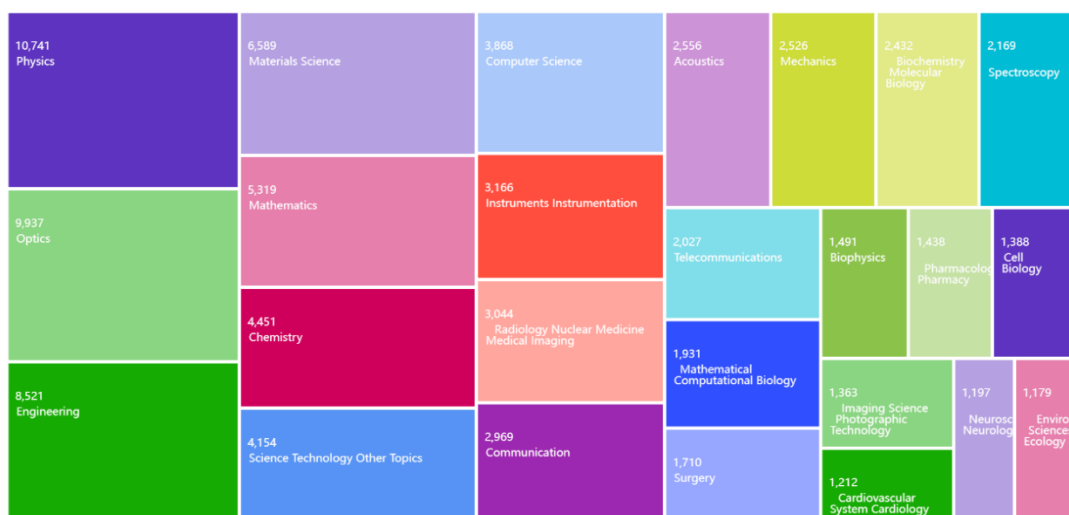 10,741
Physics
9,937
Optics
8,521
Engineering
6,589
Materials Science
5,319
Mathematics
4,451
Chemistry
4,154
Science Technology Other Topics
3,868
Computer Science
3,166
Instruments Instrumentation
3,044
Radiology Nuclear Medicine
Medical Imaging
2,969
Communication
2,556
Acoustics
2,526
Mechanics
2,432
Biochemistry
Molecular
Biology
2,169
Spectroscopy
2,027
Telecommunications
1,931
Mathematical
Computational Biology
1,710
Surgery
1,491
Biophysics
1,438
Pharmacolog
Pharmacy
1,388
Cell
Biology
1,363
Imaging Science
Photographic
Technology
1,212
Cardiovascular
System Cardiology
1,197
Neurosc
Neurolog
1,179
Enviro
Sciences
Ecology